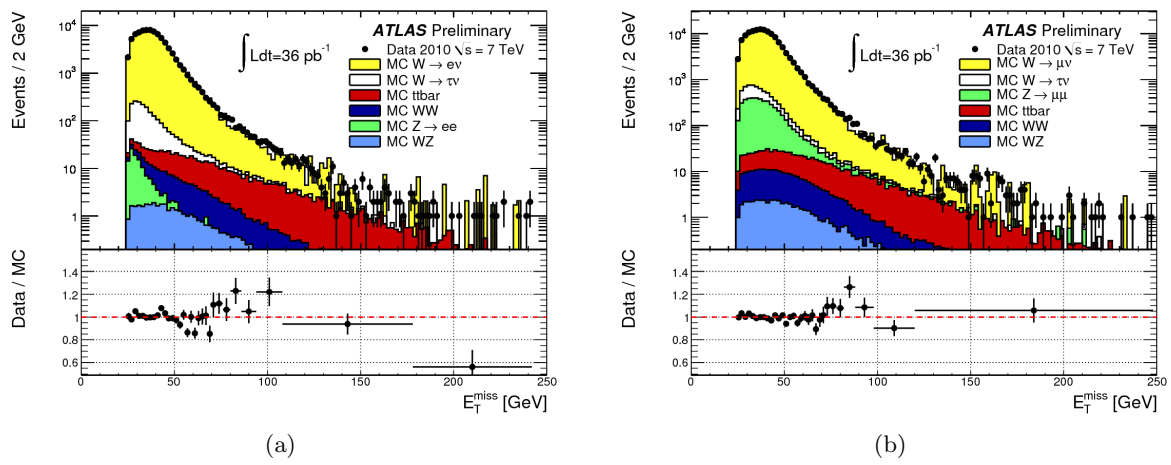 ATLAS Preliminary
∫ Ldt=36 pb⁻¹
Data 2010 √s = 7 TeV
MC W → eν
MC W → τν
MC ttbar
MC WW
MC Z → ee
MC WZ
Events / 2 GeV
10⁴
10³
10²
10
1
Data / MC
1.4
1.2
1
0.8
0.6
0 50 100 150 200 250
E_T^miss [GeV]
(a)
ATLAS Preliminary
∫ Ldt=36 pb⁻¹
Data 2010 √s = 7 TeV
MC W → μν
MC W → τν
MC Z → μμ
MC ttbar
MC WW
MC WZ
Events / 2 GeV
10⁴
10³
10²
10
1
Data / MC
1.4
1.2
1
0.8
0.6
0 50 100 150 200 250
E_T^miss [GeV]
(b)